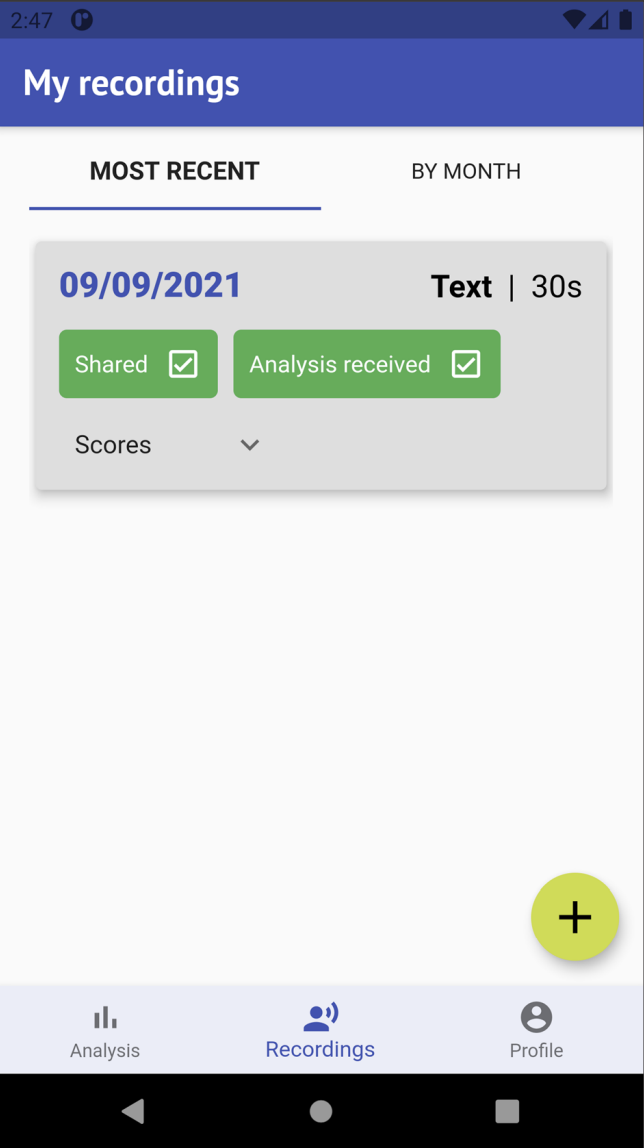 2:47
My recordings
MOST RECENT BY MONTH
09/09/2021 Text | 30s
Shared Analysis received
Scores
Analysis Recordings Profile